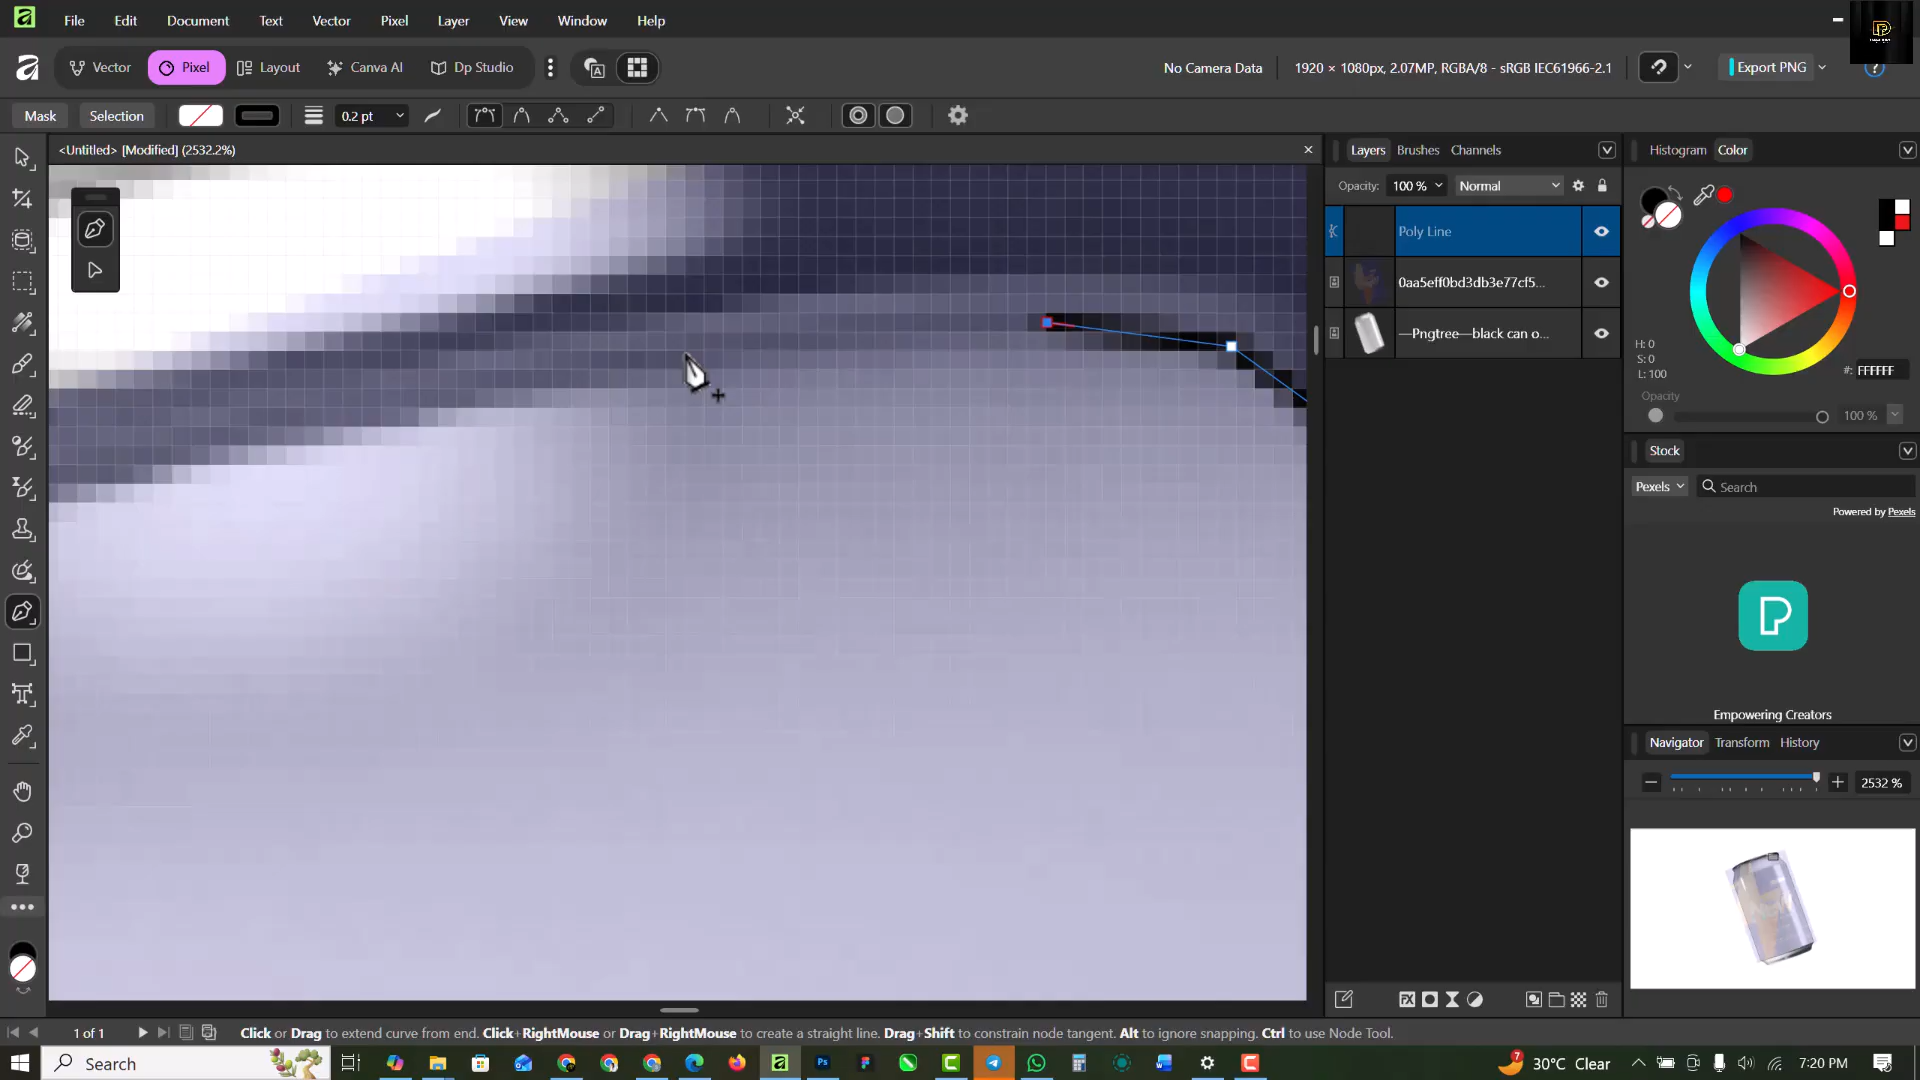 File Edit Document Text Vector Pixel Layer View Window Help
Vector Pixel Layout Canva AI Dp Studio No Camera Data 1920 × 1080px, 2.07MP, RGBA/8 - sRGB IEC61966-2.1 Export PNG ?
Mask Selection 0.2 pt
<Untitled> [Modified] (2532.2%)
Layers Brushes Channels
Opacity: 100 % Normal
Poly Line
0aa5eff0bd3db3e77cf5...
—Pngtree—black can o...
Histogram Color
H: 0
S: 0
L: 100
#: FFFFFF
Opacity
100 %
Stock
Pexels Search
Powered by Pexels
Empowering Creators
Navigator Transform History
2532 %
1 of 1 Click or Drag to extend curve from end. Click+RightMouse or Drag+RightMouse to create a straight line. Drag+Shift to constrain node tangent. Alt to ignore snapping. Ctrl to use Node Tool.
Search 7 30°C Clear 7:20 PM